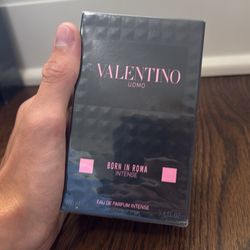 VALENTINO
UOMO
BORN IN ROMA
INTENSE
EAU DE PARFUM INTENSE